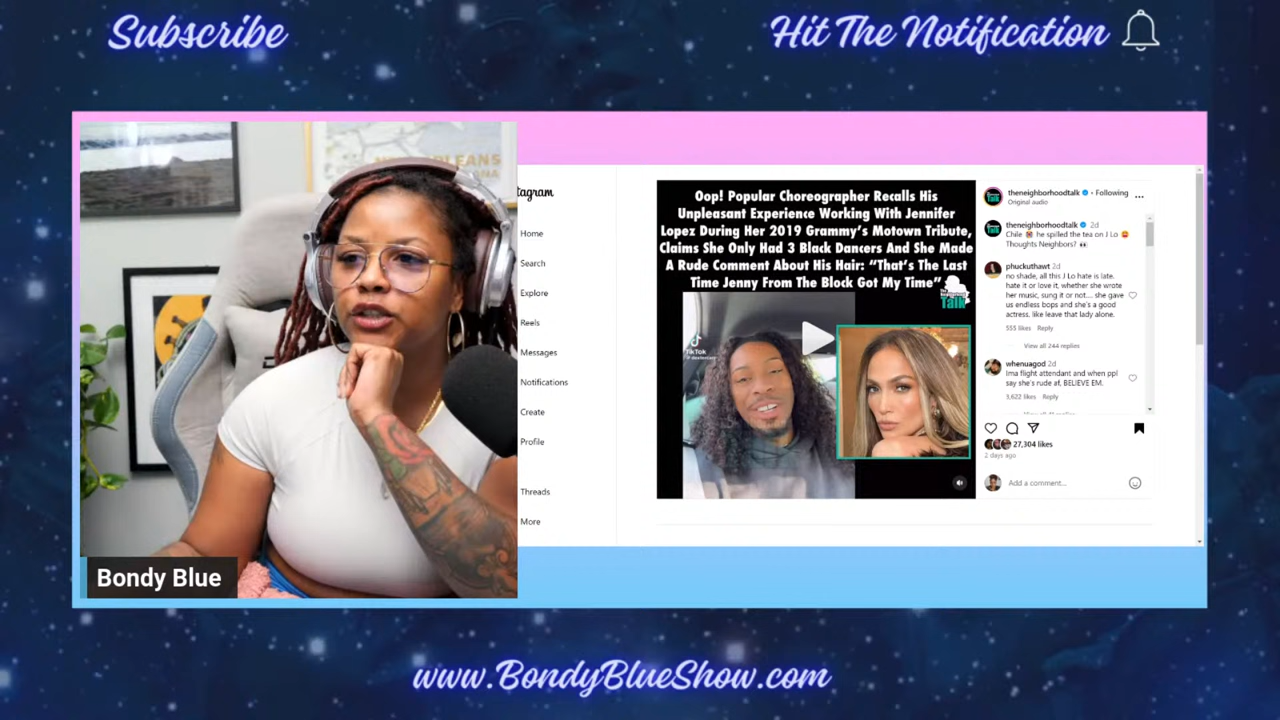 Subscribe
Hit The Notification
NEW ORLEANS
tagram
Home
Search
Explore
Reels
Messages
Notifications
Create
Profile
Threads
More
Oop! Popular Choreographer Recalls His
Unpleasant Experience Working With Jennifer
Lopez During Her 2019 Grammy's Motown Tribute,
Claims She Only Had 3 Black Dancers And She Made
A Rude Comment About His Hair: “That's The Last
Time Jenny From The Block Got My Time”
Talk
TikTok
theneighborhoodtalk • Following
Original audio
theneighborhoodtalk 2d
Chile he spilled the tea on J Lo
Thoughts Neighbors?
phuckuthawt 2d
no shade, all this J Lo hate is late.
hate it or love it, whether she wrote
her music, sung it or not.... she gave
us endless bops and she's a good
actress. like leave that lady alone.
555 likes Reply
View all 244 replies
whenuagod 2d
Ima flight attendant and when ppl
say she's rude af, BELIEVE EM.
3,622 likes Reply
27,304 likes
2 days ago
Add a comment...
Bondy Blue
www.BondyBlueShow.com